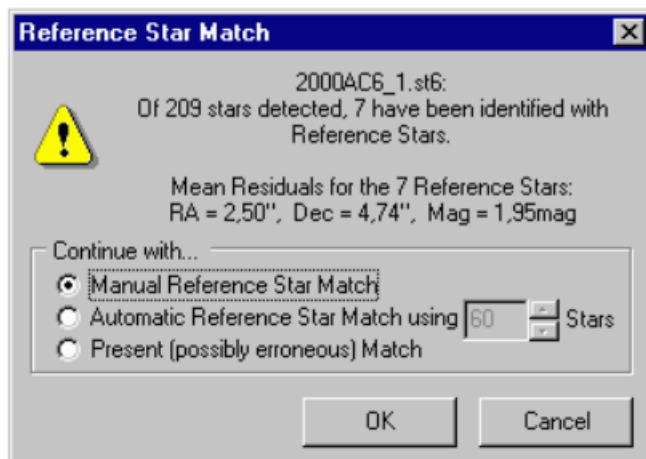 Reference Star Match
2000AC6_1.st6:
Of 209 stars detected, 7 have been identified with
Reference Stars.
Mean Residuals for the 7 Reference Stars:
RA = 2,50", Dec = 4,74", Mag = 1,95mag
Continue with...
Manual Reference Star Match
Automatic Reference Star Match using 60 Stars
Present (possibly erroneous) Match
OK Cancel